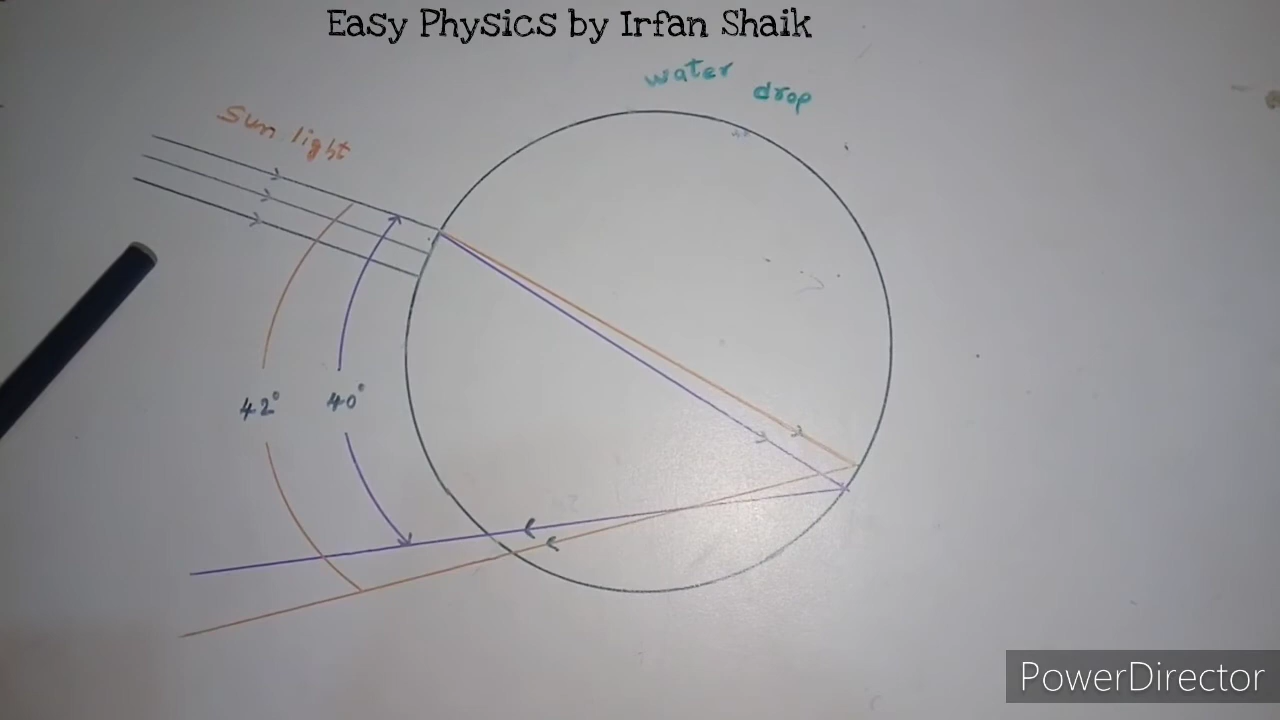 Easy Physics by Irfan Shaik
water drop
Sun light
42° 40°
PowerDirector